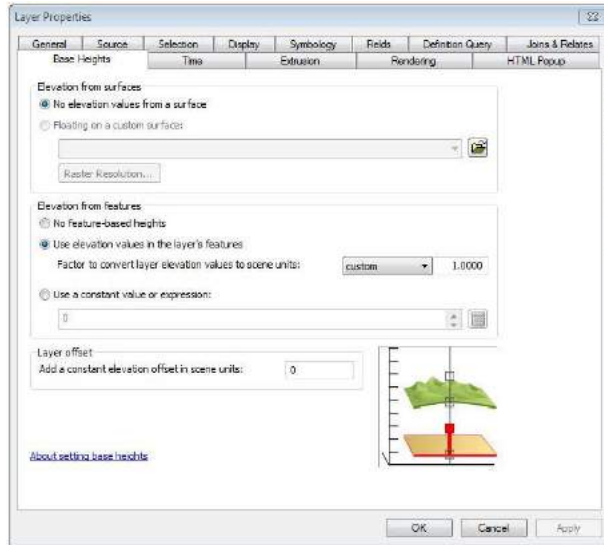 Layer Properties
General Source Selection Display Symbology Fields Definition Query Joins & Relates
Base Heights Time Extrusion Rendering HTML Popup
Elevation from surfaces
No elevation values from a surface
Floating on a custom surface:
Raster Resolution...
Elevation from features
No feature-based heights
Use elevation values in the layer's features
Factor to convert layer elevation values to scene units: custom 1.0000
Use a constant value or expression:
0
Layer offset
Add a constant elevation offset in scene units: 0
About setting base heights
OK Cancel Apply